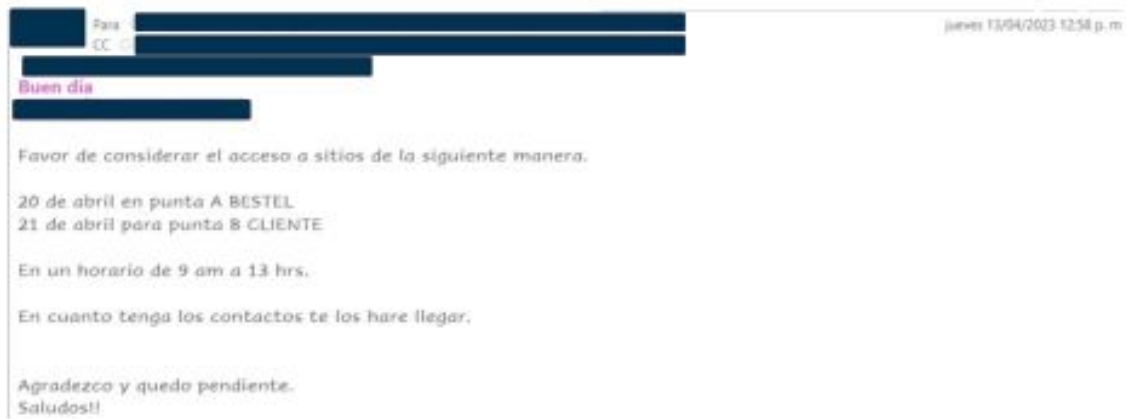 Para
jueves 13/04/2023 12:58 p. m
CC
Buen día
Favor de considerar el acceso a sitios de la siguiente manera.
20 de abril en punta A BESTEL
21 de abril para punta B CLIENTE
En un horario de 9 am a 13 hrs.
En cuanto tenga los contactos te los hare llegar.
Agradezco y quedo pendiente.
Saludos!!